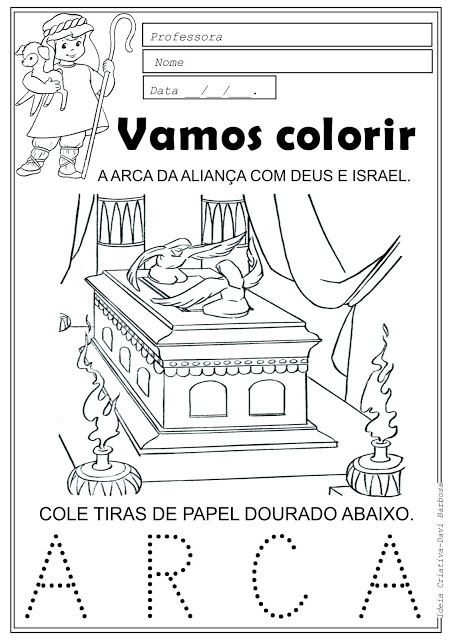 Professora
Nome
Data __/__/__.
Vamos colorir
A ARCA DA ALIANÇA COM DEUS E ISRAEL.
COLE TIRAS DE PAPEL DOURADO ABAIXO.
A R C A
Ideia Criativa-Davi Barbosa